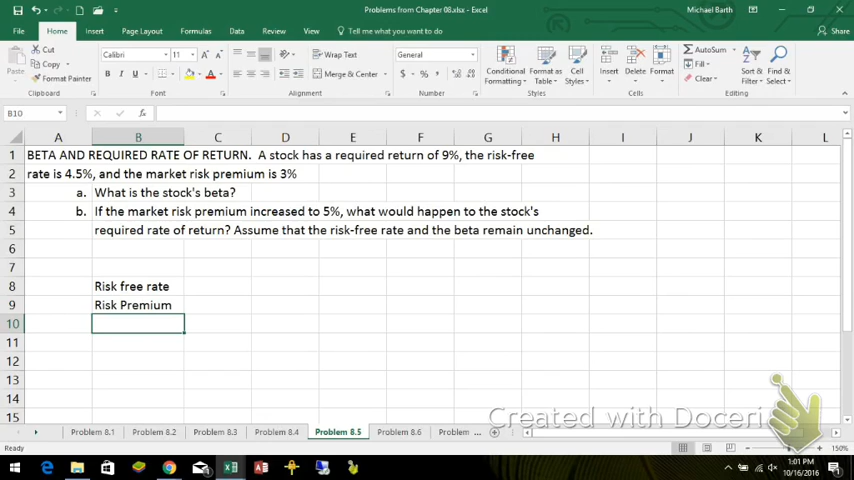 Problems from Chapter 08.xlsx - Excel
Michael Barth
File Home Insert Page Layout Formulas Data Review View Tell me what you want to do Share
Cut
Copy
Format Painter
Paste
Clipboard
Calibri 11
B I U
Font
Wrap Text
Merge & Center
Alignment
General
$ % ,
Number
Conditional Formatting
Format as Table
Cell Styles
Styles
Insert Delete Format
Cells
AutoSum
Fill
Clear
Sort & Filter
Find & Select
Editing
B10 fx
A B C D E F G H I J K L
1 BETA AND REQUIRED RATE OF RETURN. A stock has a required return of 9%, the risk-free
2 rate is 4.5%, and the market risk premium is 3%
3 a. What is the stock's beta?
4 b. If the market risk premium increased to 5%, what would happen to the stock's
5 required rate of return? Assume that the risk-free rate and the beta remain unchanged.
6
7
8 Risk free rate
9 Risk Premium
10
11
12
13
14
15
Created with Doceri
Problem 8.1 Problem 8.2 Problem 8.3 Problem 8.4 Problem 8.5 Problem 8.6 Problem ...
Ready
150%
1:01 PM
10/16/2016